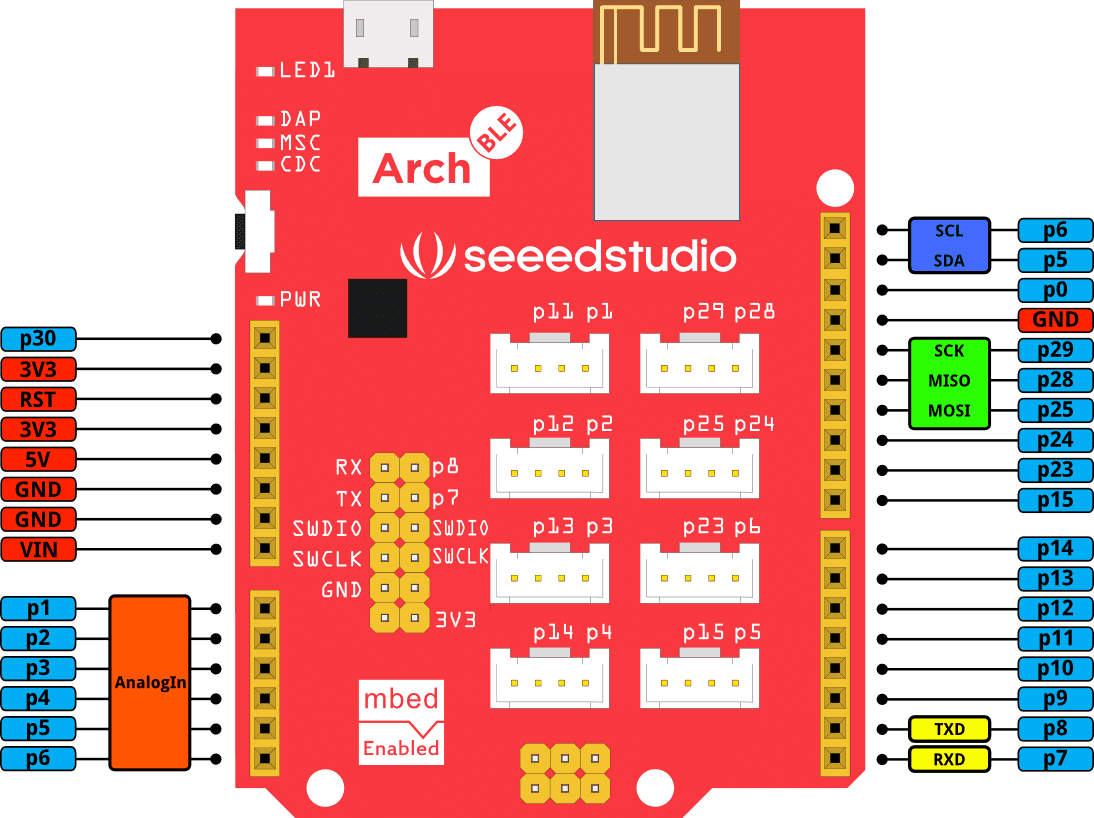 LED1
DAP
MSC
CDC
Arch
BLE
seeedstudio
PWR
p30
3V3
RST
3V3
5V
GND
GND
VIN
p1
p2
p3
p4
p5
p6
AnalogIn
p11 p1
p29 p28
p12 p2
p25 p24
p13 p3
p23 p6
p14 p4
p15 p5
RX p8
TX p7
SWDIO SWDIO
SWCLK SWCLK
GND
3V3
mbed
Enabled
SCL p6
SDA p5
p0
GND
SCK p29
MISO p28
MOSI p25
p24
p23
p15
p14
p13
p12
p11
p10
p9
TXD p8
RXD p7